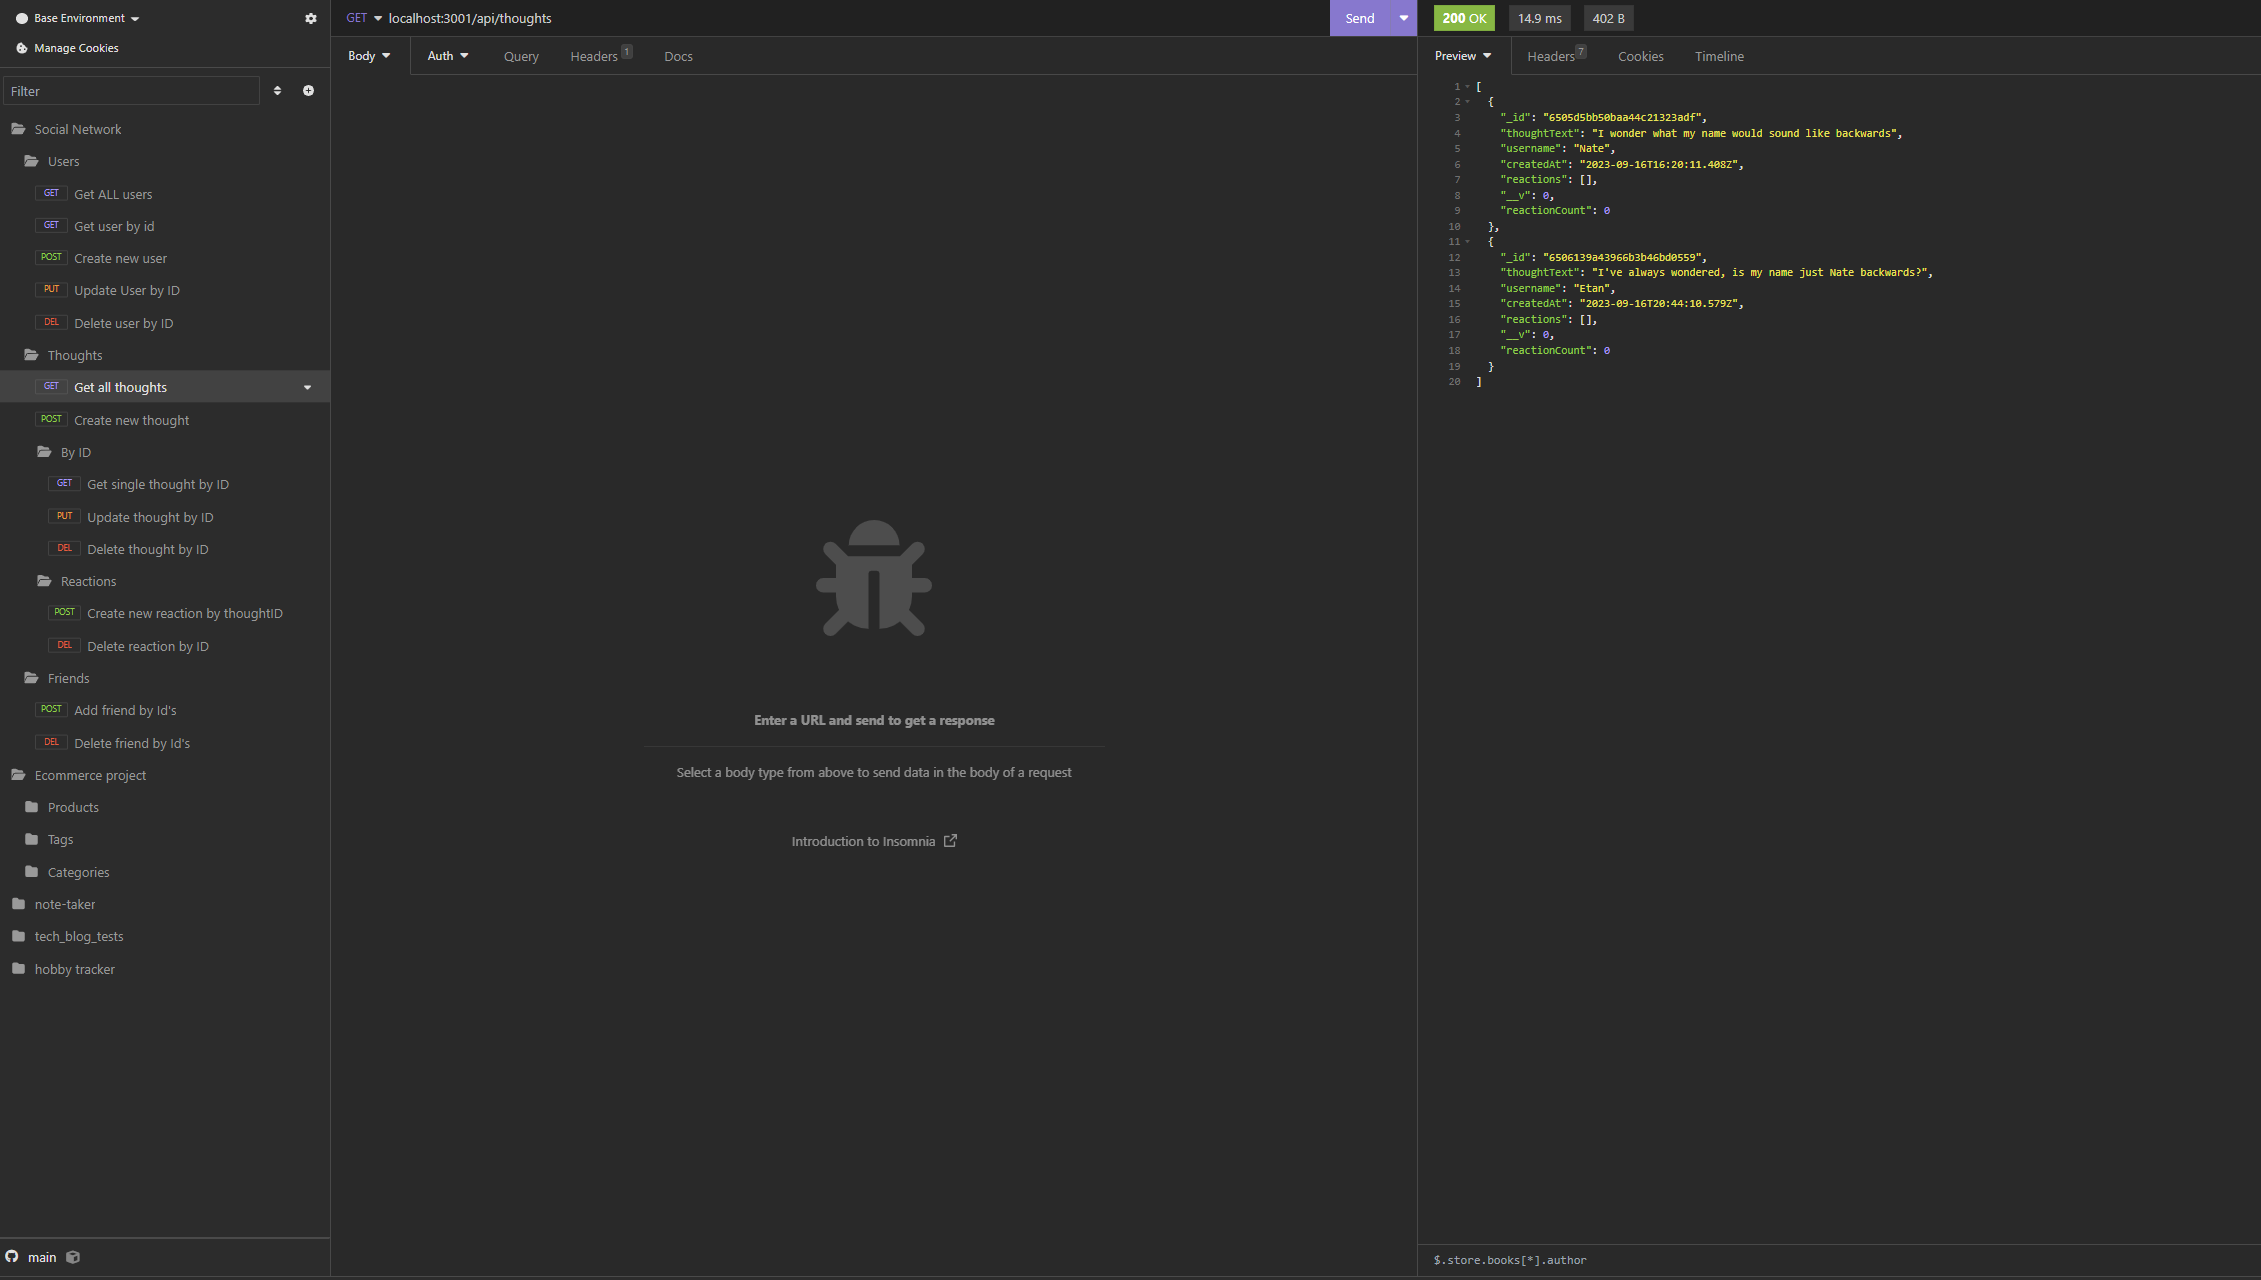 Base Environment
Manage Cookies
Filter
Social Network
Users
GET Get ALL users
GET Get user by id
POST Create new user
PUT Update User by ID
DEL Delete user by ID
Thoughts
GET Get all thoughts
POST Create new thought
By ID
GET Get single thought by ID
PUT Update thought by ID
DEL Delete thought by ID
Reactions
POST Create new reaction by thoughtID
DEL Delete reaction by ID
Friends
POST Add friend by Id's
DEL Delete friend by Id's
Ecommerce project
Products
Tags
Categories
note-taker
tech_blog_tests
hobby tracker
main
GET localhost:3001/api/thoughts Send
Body Auth Query Headers 1 Docs
Enter a URL and send to get a response
Select a body type from above to send data in the body of a request
Introduction to Insomnia
200 OK 14.9 ms 402 B
Preview Headers 7 Cookies Timeline
1 [
2 {
3 "_id": "6505d5bb50baa44c21323adf",
4 "thoughtText": "I wonder what my name would sound like backwards",
5 "username": "Nate",
6 "createdAt": "2023-09-16T16:20:11.408Z",
7 "reactions": [],
8 "__v": 0,
9 "reactionCount": 0
10 },
11 {
12 "_id": "6506139a43966b3b46bd0559",
13 "thoughtText": "I've always wondered, is my name just Nate backwards?",
14 "username": "Etan",
15 "createdAt": "2023-09-16T20:44:10.579Z",
16 "reactions": [],
17 "__v": 0,
18 "reactionCount": 0
19 }
20 ]
$.store.books[*].author